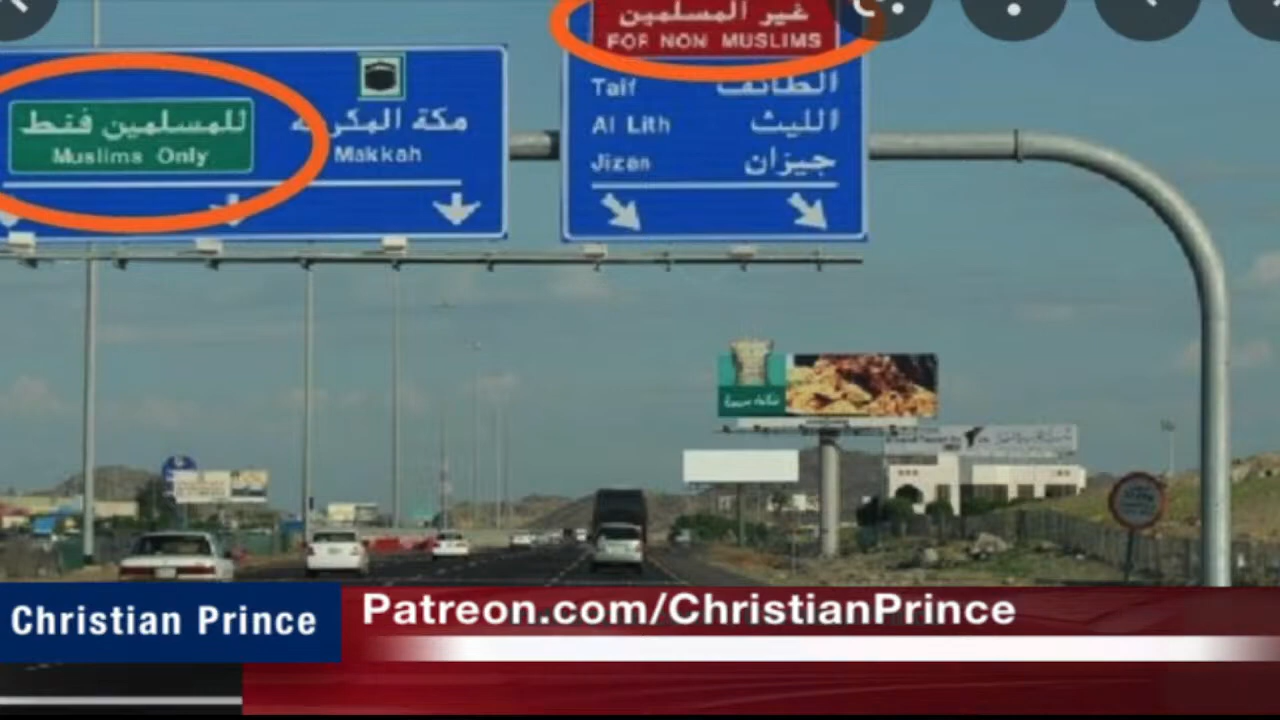 للمسلمين فقط
Muslims Only
مكة المكرمة
Makkah
غير المسلمين
FOR NON MUSLIMS
Taif الطائف
Al Lith الليث
Jizan جيزان
Christian Prince
Patreon.com/ChristianPrince